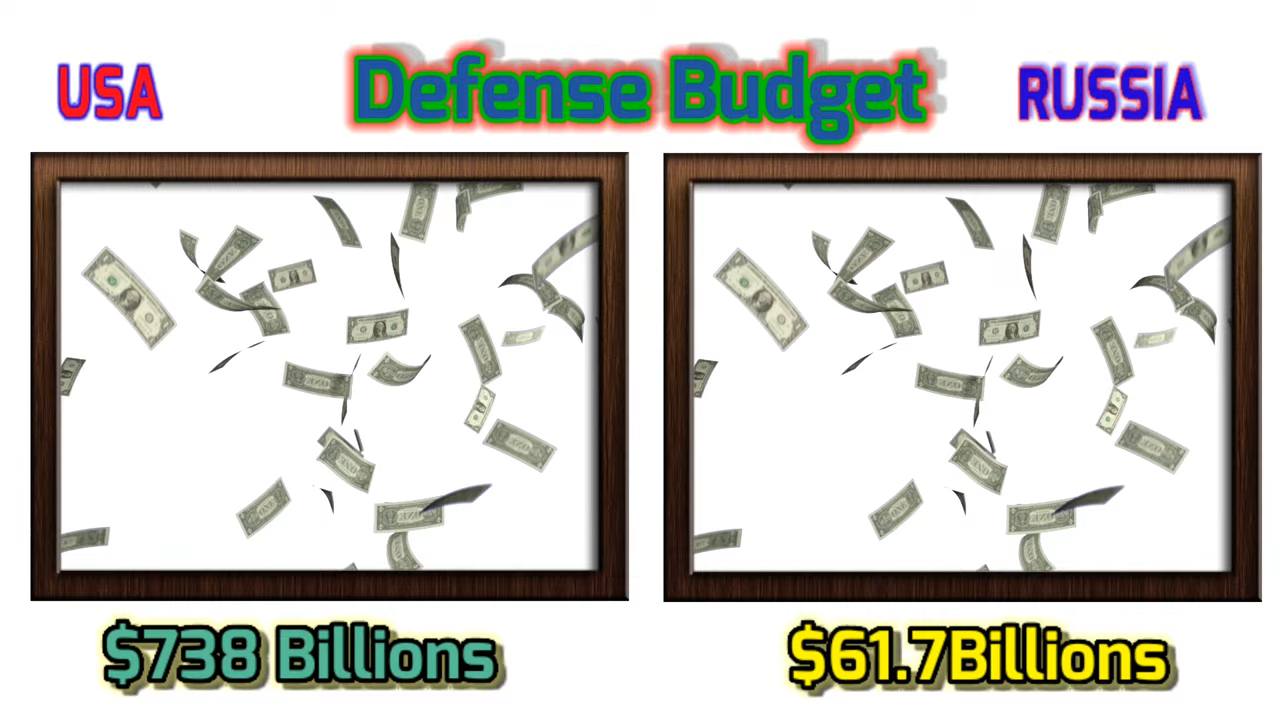 USA
Defense Budget
RUSSIA
$738 Billions
$61.7Billions